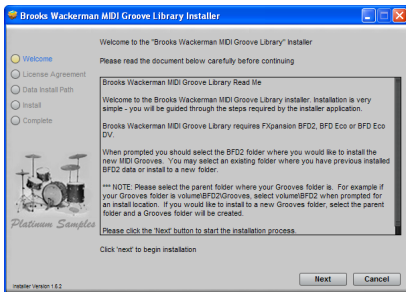 Brooks Wackerman MIDI Groove Library Installer
Welcome to the "Brooks Wackerman MIDI Groove Library" Installer
Please read the document below carefully before continuing
Welcome
License Agreement
Data Install Path
Install
Complete
Brooks Wackerman MIDI Groove Library Read Me
Welcome to the Brooks Wackerman MIDI Groove Library installer. Installation is very
simple - you will be guided through the steps required by the installer application.
Brooks Wackerman MIDI Groove Library requires FXpansion BFD2, BFD Eco or BFD Eco
DV.
When prompted you should select the BFD2 folder where you would like to install the
new MIDI Grooves. You may select an existing folder where you have previous installed
BFD2 data or install to a new folder.
*** NOTE: Please select the parent folder where your Grooves folder is. For example if
your Grooves folder is volume\BFD2\Grooves, select volume\BFD2 when prompted for
an install location. If you would like to install to a new Grooves folder, select the parent
folder and a Grooves folder will be created.
Please click the 'Next' button to start the installation process.
Platinum Samples
Click 'next' to begin installation
Installer Version 1.6.2
Next
Cancel